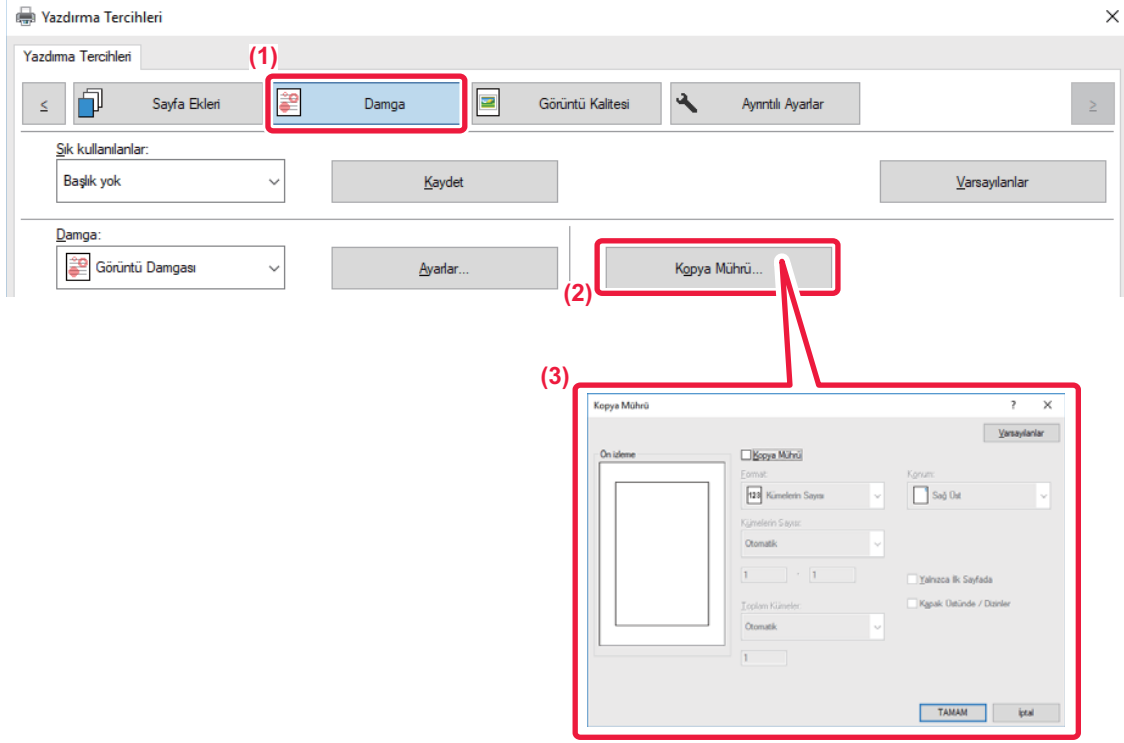 Yazdırma Tercihleri
Yazdırma Tercihleri
(1)
<
Sayfa Ekleri
Damga
Görüntü Kalitesi
Ayrıntılı Ayarlar
>
Sık kullanılanlar:
Başlık yok
Kaydet
Varsayılanlar
Damga:
Görüntü Damgası
Ayarlar...
Kopya Mührü...
(2)
(3)
Kopya Mührü
?
Varsayılanlar
Ön izleme
Kopya Mührü
Format:
Konum:
123 Kümelerin Sayısı
Sağ Üst
Kümelerin Sayısı:
Otomatik
1 - 1
Yalnızca İlk Sayfada
Toplam Kümeler:
Kapak Üstünde / Dizinler
Otomatik
1
TAMAM
İptal